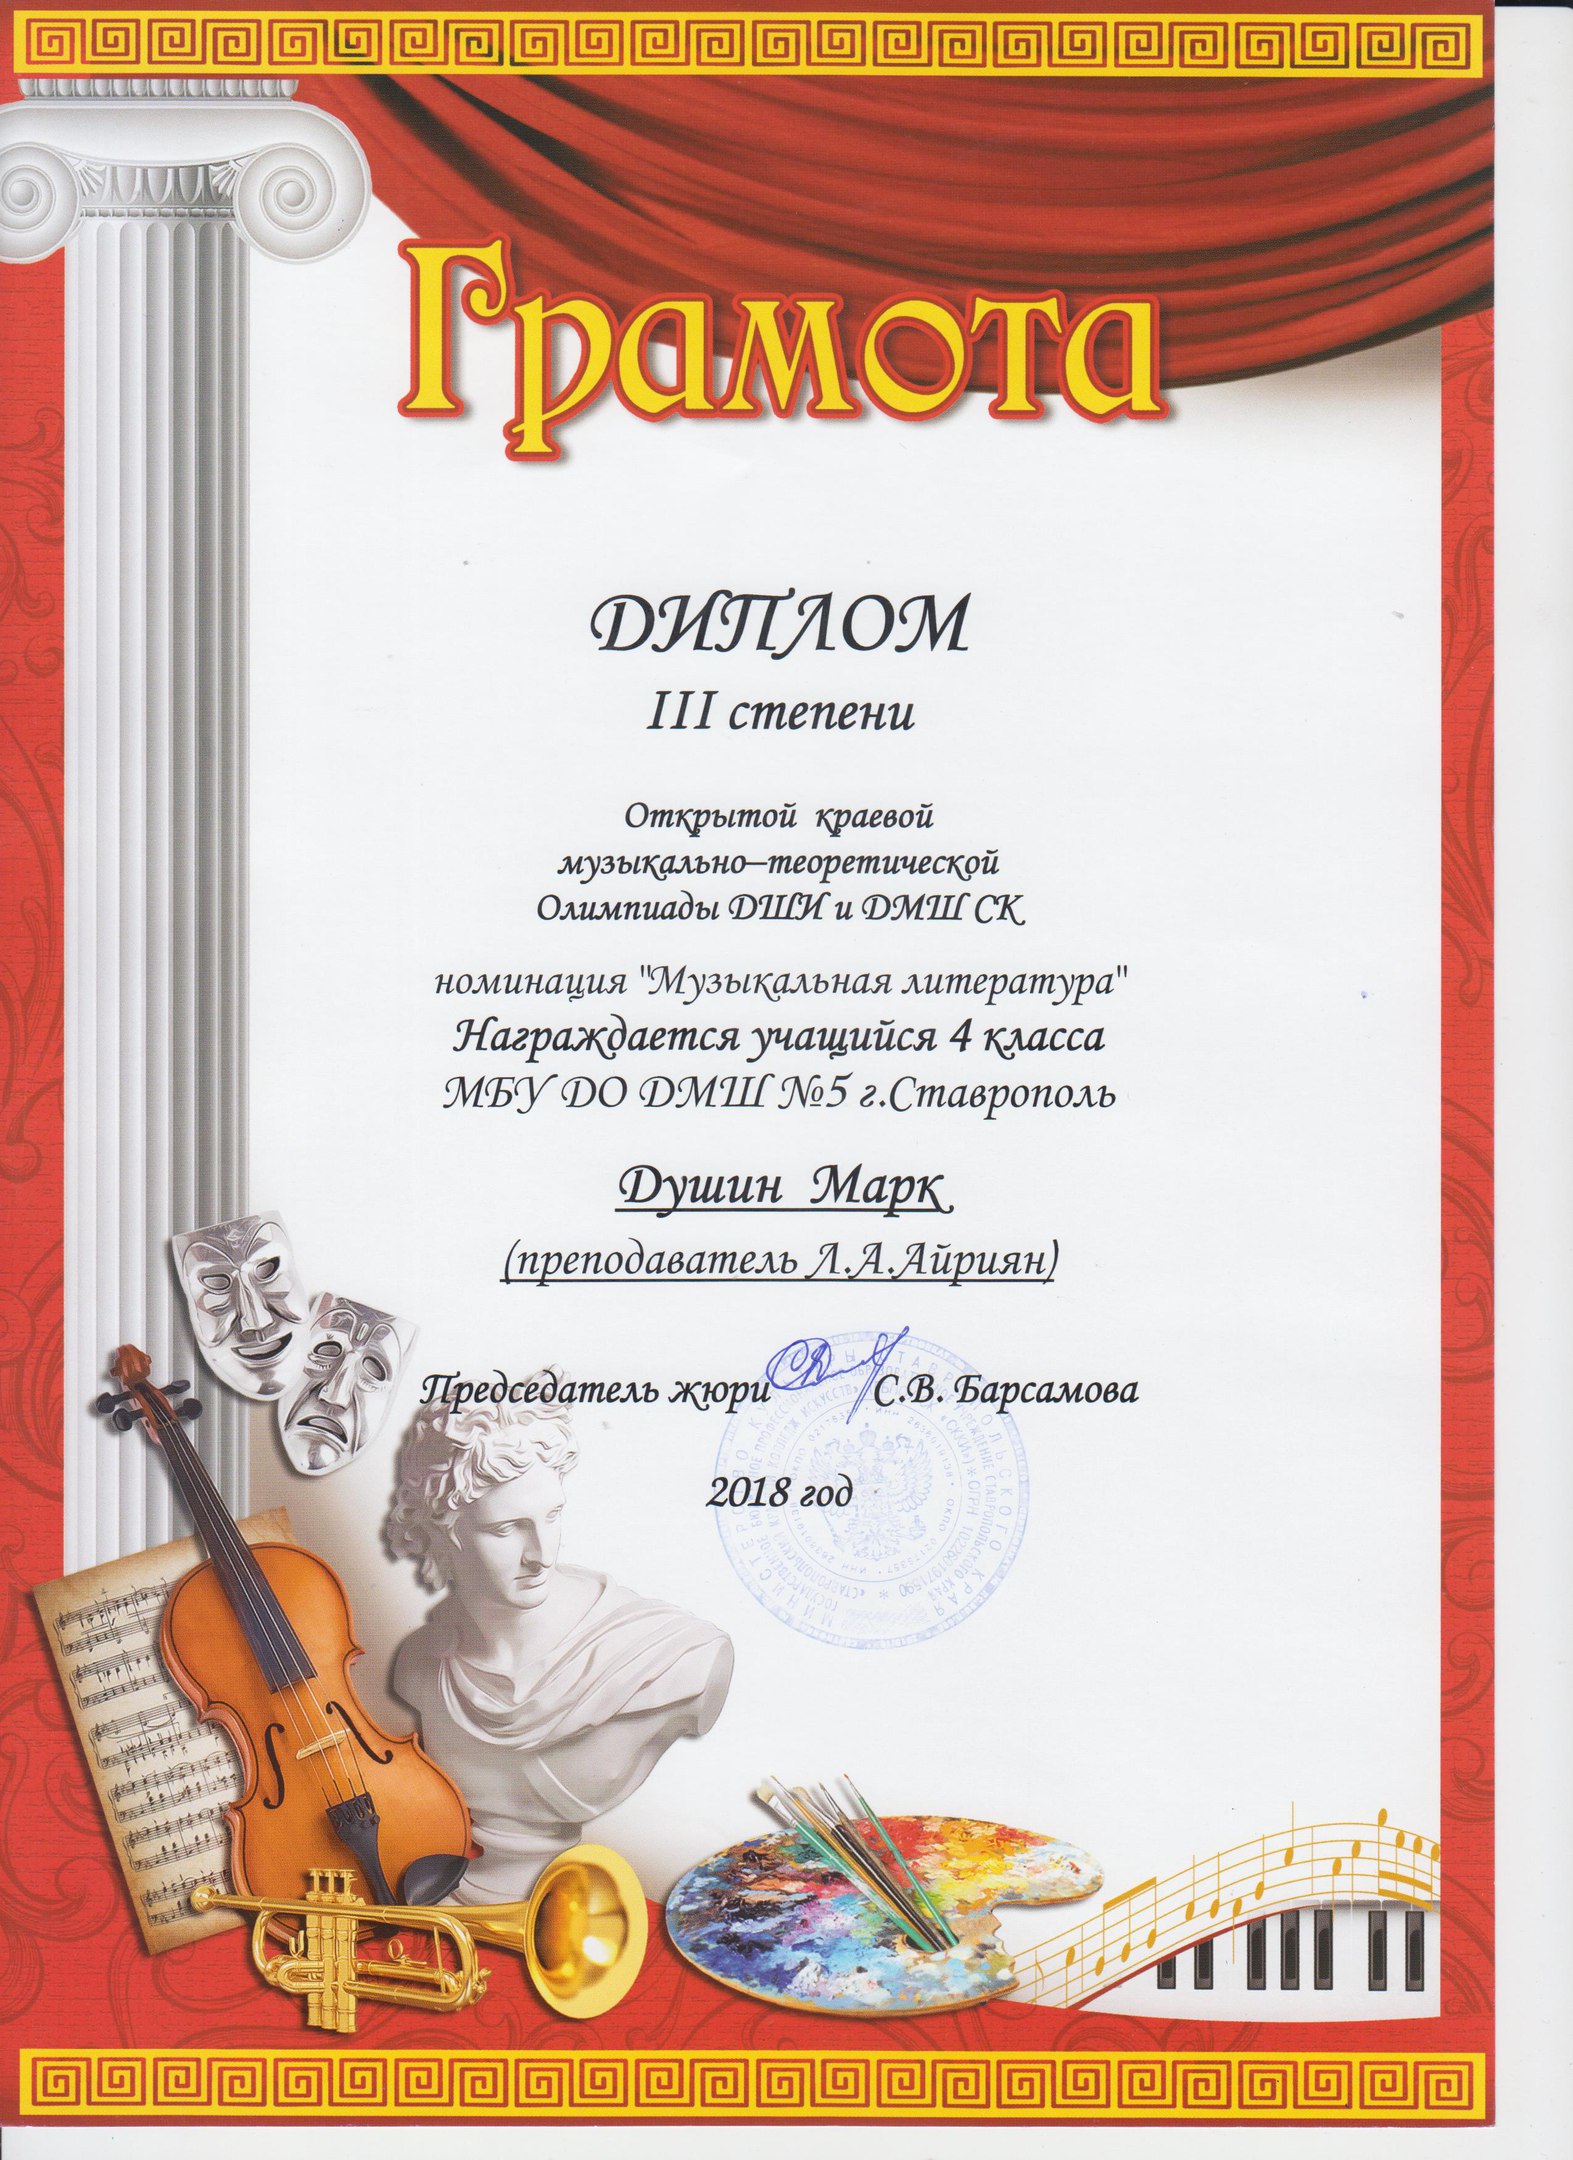 Грамота
ДИПЛОМ
III степени
Открытой краевой
музыкально–теоретической
Олимпиады ДШИ и ДМШ СК
номинация "Музыкальная литература"
Награждается учащийся 4 класса
МБУ ДО ДМШ №5 г.Ставрополь
Душин Марк
(преподаватель Л.А.Айриян)
Председатель жюри С.В. Барсамова
2018 год